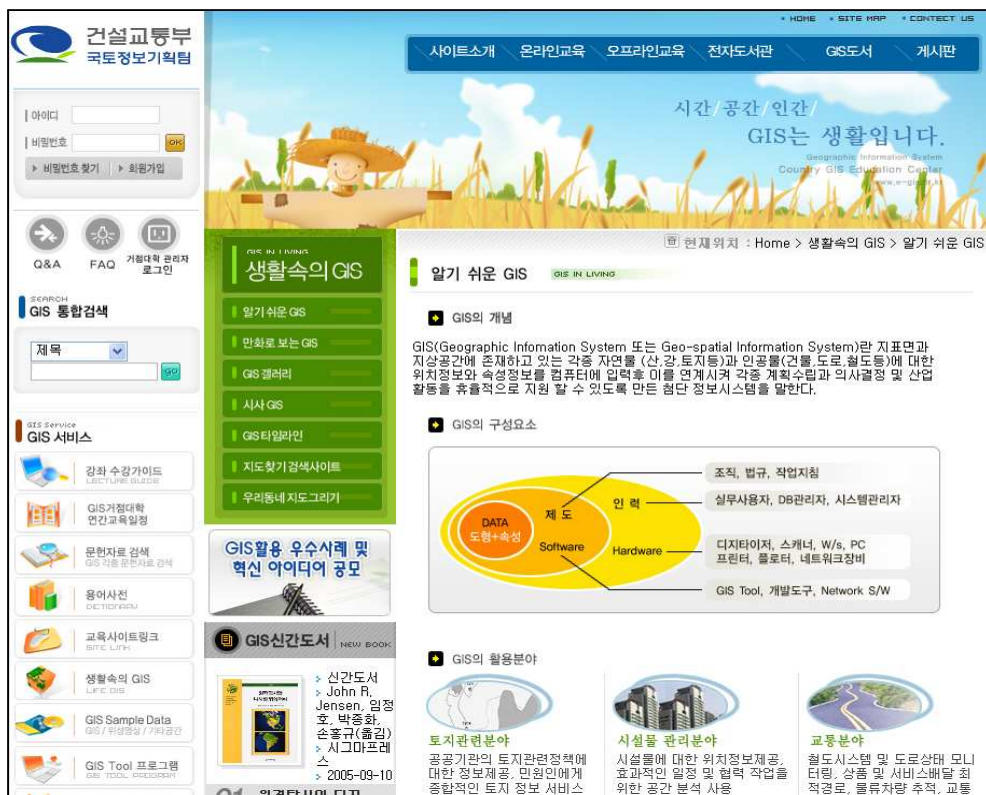 HOME
SITE MAP
CONTECT US
건설교통부
국토정보기획팀
사이트소개
온라인교육
오프라인교육
전자도서관
GIS도서
게시판
아이디
비밀번호
OK
비밀번호 찾기
회원가입
시간/공간/인간/
GIS는 생활입니다.
Geographic Information System
Country GIS Education Center
Q&A
FAQ
거점대학 관리자
로그인
SEARCH
GIS 통합검색
제목
GO
GIS Service
GIS 서비스
강좌 수강가이드
LECTURE GUIDE
GIS거점대학
연간교육일정
문헌자료 검색
GIS 각종 문헌자료 검색
용어사전
DICTIONARY
교육사이트링크
SITE LINK
생활속의 GIS
LIFE GIS
GIS Sample Data
GIS / 위성영상 / 기타공간
GIS Tool 프로그램
GIS TOOL PROGRAM
GIS IN LIVING
생활속의 GIS
알기 쉬운 GIS
만화로 보는 GIS
GIS 갤러리
시사 GIS
GIS 타임라인
지도찾기 검색사이트
우리동네 지도그리기
GIS활용 우수사례 및
혁신 아이디어 공모
GIS신간도서
NEW BOOK
› 신간도서
› John R,
Jensen, 임정
호, 박종화,
손홍규(옮김)
› 시그마프레
스
› 2005-09-10
현재위치 : Home > 생활속의 GIS > 알기 쉬운 GIS
알기 쉬운 GIS
GIS IN LIVING
GIS의 개념
GIS(Geographic Infomation System 또는 Geo-spatial Information System)란 지표면과
지상공간에 존재하고 있는 각종 자연물 (산,강,토지등)과 인공물(건물,도로,철도등)에 대한
위치정보와 속성정보를 컴퓨터에 입력후 이를 연계시켜 각종 계획수립과 의사결정 및 산업
활동을 효율적으로 지원 할 수 있도록 만든 첨단 정보시스템을 말한다.
GIS의 구성요소
DATA
도형+속성
제 도
Software
인 력
Hardware
조직, 법규, 작업지침
실무사용자, DB관리자, 시스템관리자
디지타이저, 스캐너, W/s, PC
프린터, 플로터, 네트워크장비
GIS Tool, 개발도구, Network S/W
GIS의 활용분야
토지관련분야
공공기관의 토지관련정책에
대한 정보제공, 민원인에게
종합적인 토지 정보 서비스
시설물 관리분야
시설물에 대한 위치정보제공,
효과적인 일정 및 협력 작업을
위한 공간 분석 사용
교통분야
철도시스템 및 도로상태 모니
터링, 상품 및 서비스배달 최
적경로, 물류차량 추적, 교통